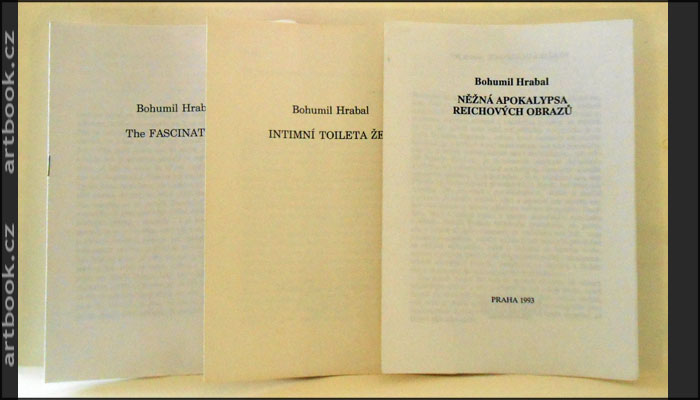 artbook.cz
artbook.cz
Bohumil Hrab
The FASCINAT
Bohumil Hrabal
INTIMNÍ TOILETA ŽE
Bohumil Hrabal
NĚŽNÁ APOKALYPSA
REICHOVÝCH OBRAZŮ
PRAHA 1993